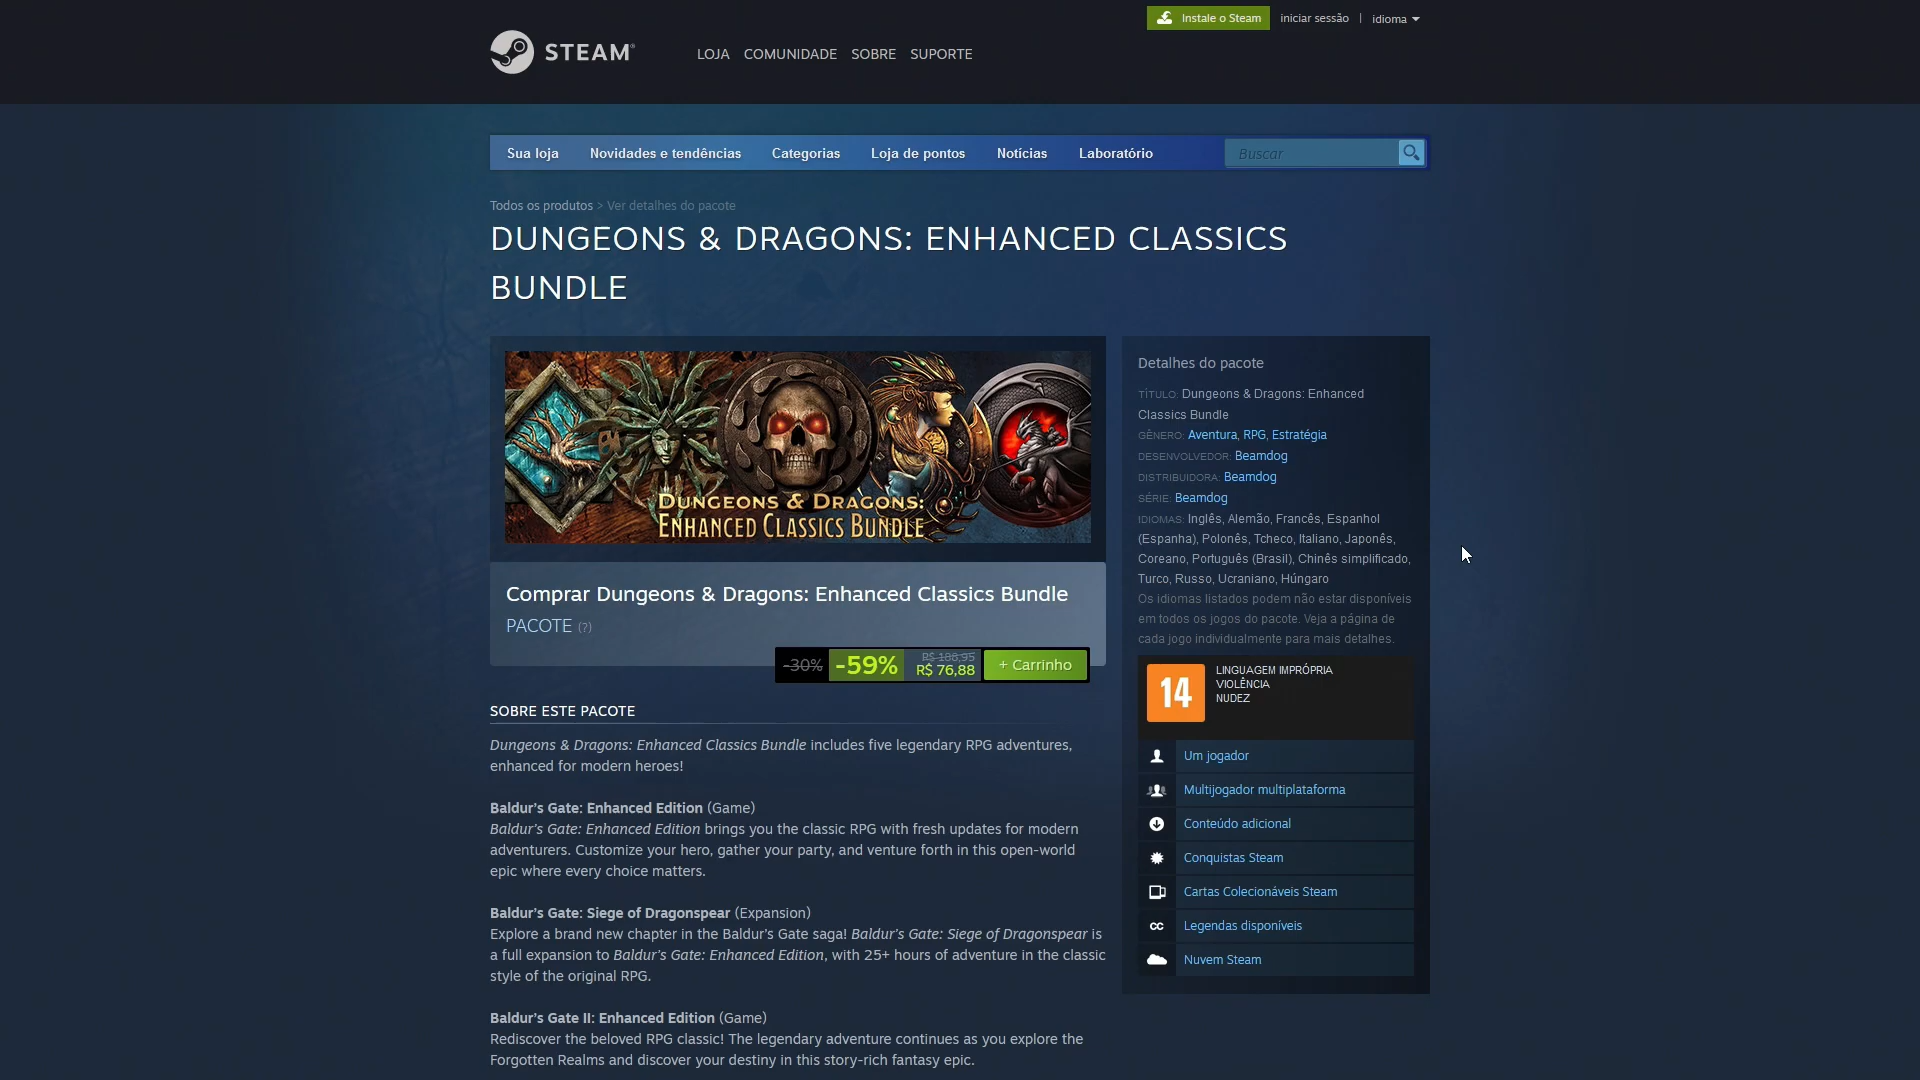 Instale o Steam
iniciar sessão | idioma
STEAM®
LOJA COMUNIDADE SOBRE SUPORTE
Sua loja Novidades e tendências Categorias Loja de pontos Notícias Laboratório Buscar
Todos os produtos > Ver detalhes do pacote
DUNGEONS & DRAGONS: ENHANCED CLASSICS
BUNDLE
DUNGEONS & DRAGONS:
ENHANCED CLASSICS BUNDLE
Comprar Dungeons & Dragons: Enhanced Classics Bundle
PACOTE (?)
-30% -59% R$ 188,95
R$ 76,88
+ Carrinho
SOBRE ESTE PACOTE
Dungeons & Dragons: Enhanced Classics Bundle includes five legendary RPG adventures,
enhanced for modern heroes!
Baldur's Gate: Enhanced Edition (Game)
Baldur's Gate: Enhanced Edition brings you the classic RPG with fresh updates for modern
adventurers. Customize your hero, gather your party, and venture forth in this open-world
epic where every choice matters.
Baldur's Gate: Siege of Dragonspear (Expansion)
Explore a brand new chapter in the Baldur's Gate saga! Baldur's Gate: Siege of Dragonspear is
a full expansion to Baldur's Gate: Enhanced Edition, with 25+ hours of adventure in the classic
style of the original RPG.
Baldur's Gate II: Enhanced Edition (Game)
Rediscover the beloved RPG classic! The legendary adventure continues as you explore the
Forgotten Realms and discover your destiny in this story-rich fantasy epic.
Detalhes do pacote
TÍTULO: Dungeons & Dragons: Enhanced
Classics Bundle
GÊNERO: Aventura, RPG, Estratégia
DESENVOLVEDOR: Beamdog
DISTRIBUIDORA: Beamdog
SÉRIE: Beamdog
IDIOMAS: Inglês, Alemão, Francês, Espanhol
(Espanha), Polonês, Tcheco, Italiano, Japonês,
Coreano, Português (Brasil), Chinês simplificado,
Turco, Russo, Ucraniano, Húngaro
Os idiomas listados podem não estar disponíveis
em todos os jogos do pacote. Veja a página de
cada jogo individualmente para mais detalhes.
14
LINGUAGEM IMPRÓPRIA
VIOLÊNCIA
NUDEZ
Um jogador
Multijogador multiplataforma
Conteúdo adicional
Conquistas Steam
Cartas Colecionáveis Steam
cc Legendas disponíveis
Nuvem Steam